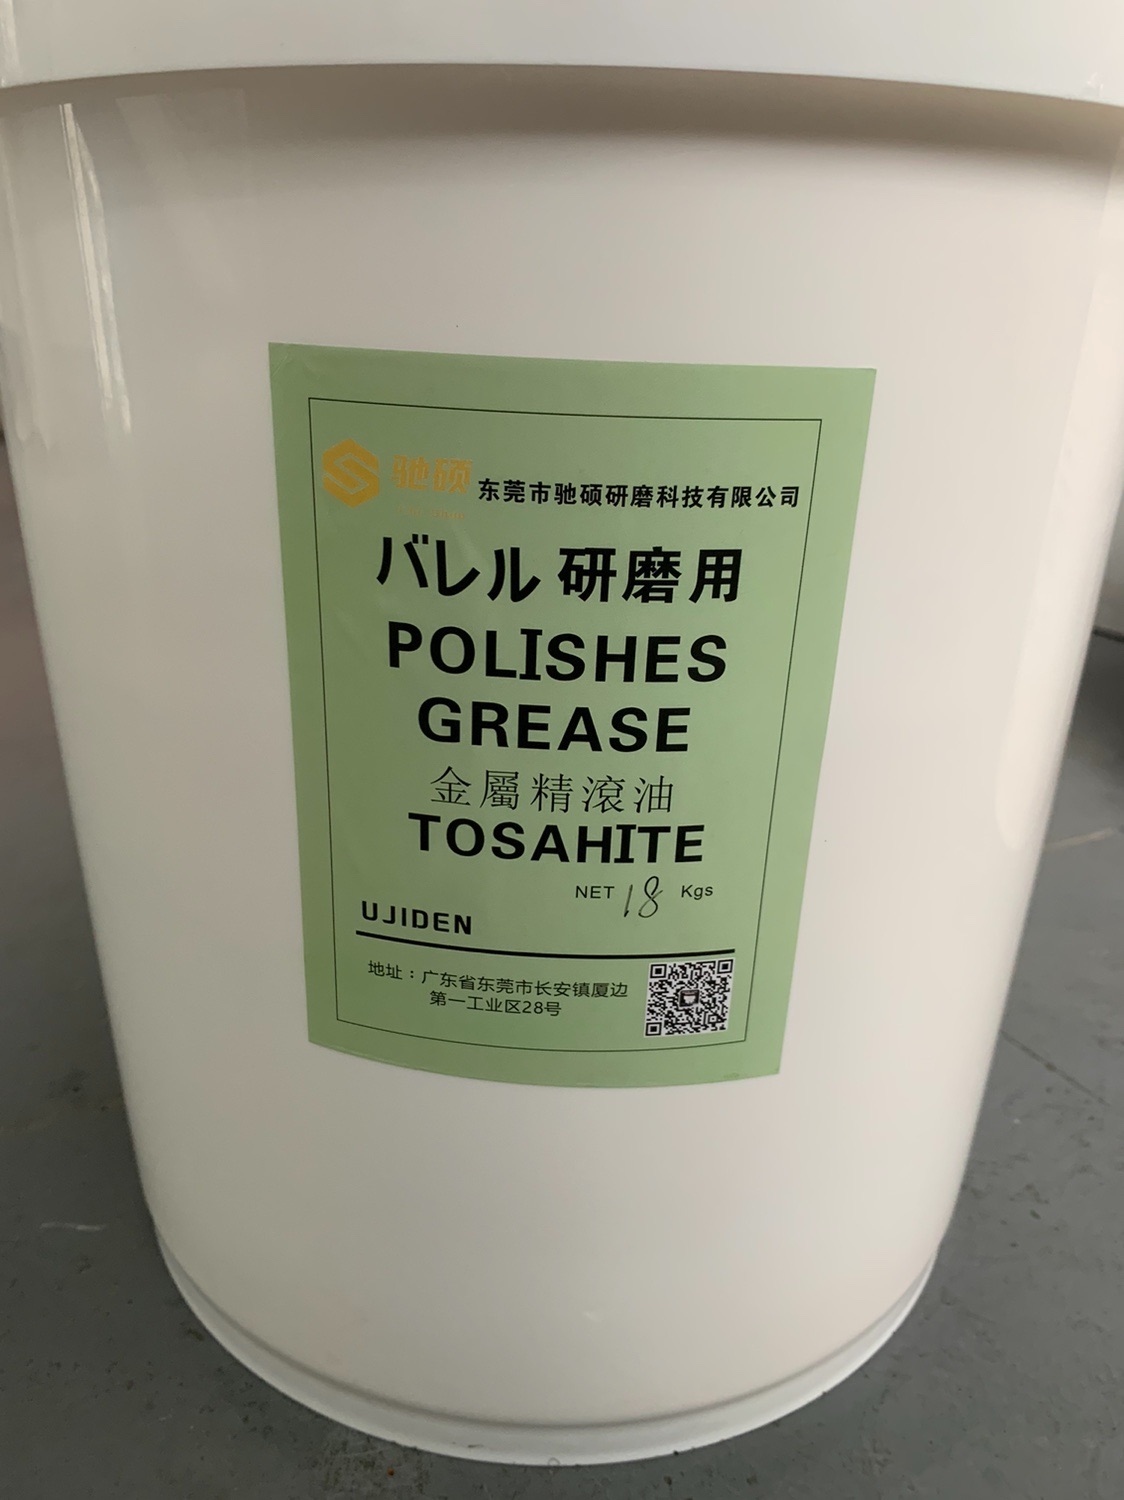 驰硕 东莞市驰硕研磨科技有限公司
バレル 研磨用
POLISHES
GREASE
金屬精滾油
TOSAHITE
NET 18 Kgs
UJIDEN
地址：广东省东莞市长安镇厦边
第一工业区28号